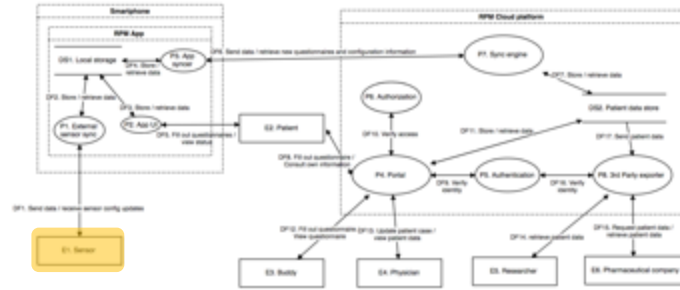 Smartphone
RPM Cloud platform
RPM App
DS1. Local storage
P3. App syncer
DF4. Store / retrieve data
DF6. Send data / retrieve new questionnaires and configuration information
P7. Sync engine
DF7. Store / retrieve data
DF2. Store / retrieve data
DF3. Store / retrieve data
P1. External sensor sync
P2. App UI
DF5. Fill out questionnaires / view status
E2. Patient
P6. Authorization
DF10. Verify access
DF11. Store / retrieve data
DS2. Patient data store
DF17. Send patient data
DF8. Fill out questionnaire / Consult own information
P4. Portal
DF9. Verify identity
P5. Authentication
DF16. Verify identity
P8. 3rd Party exporter
DF1. Send data / receive sensor config updates
E1. Sensor
DF12. Fill out questionnaire / View questionnaire
DF13. Update patient case / view patient data
DF14. retrieve patient data
DF15. Request patient data / retrieve patient data
E3. Buddy
E4. Physician
E5. Researcher
E6. Pharmaceutical company